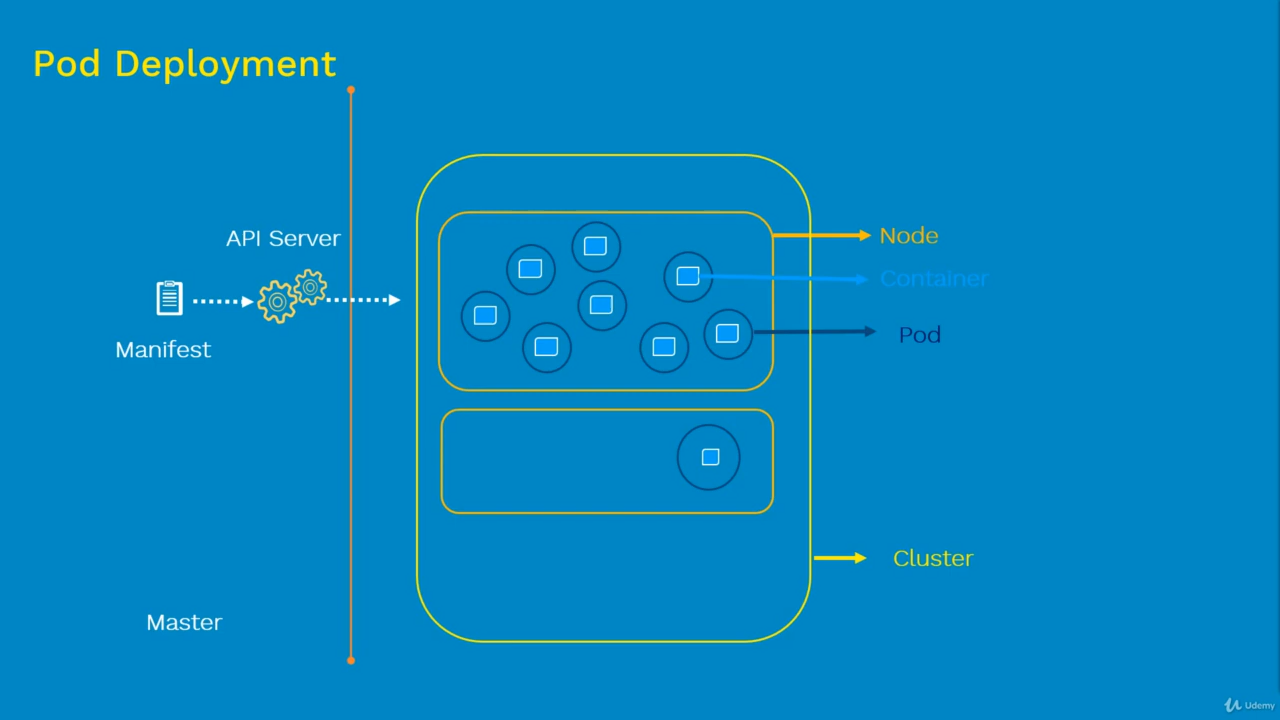 Pod Deployment
API Server
Manifest
Master
Node
Container
Pod
Cluster
Udemy